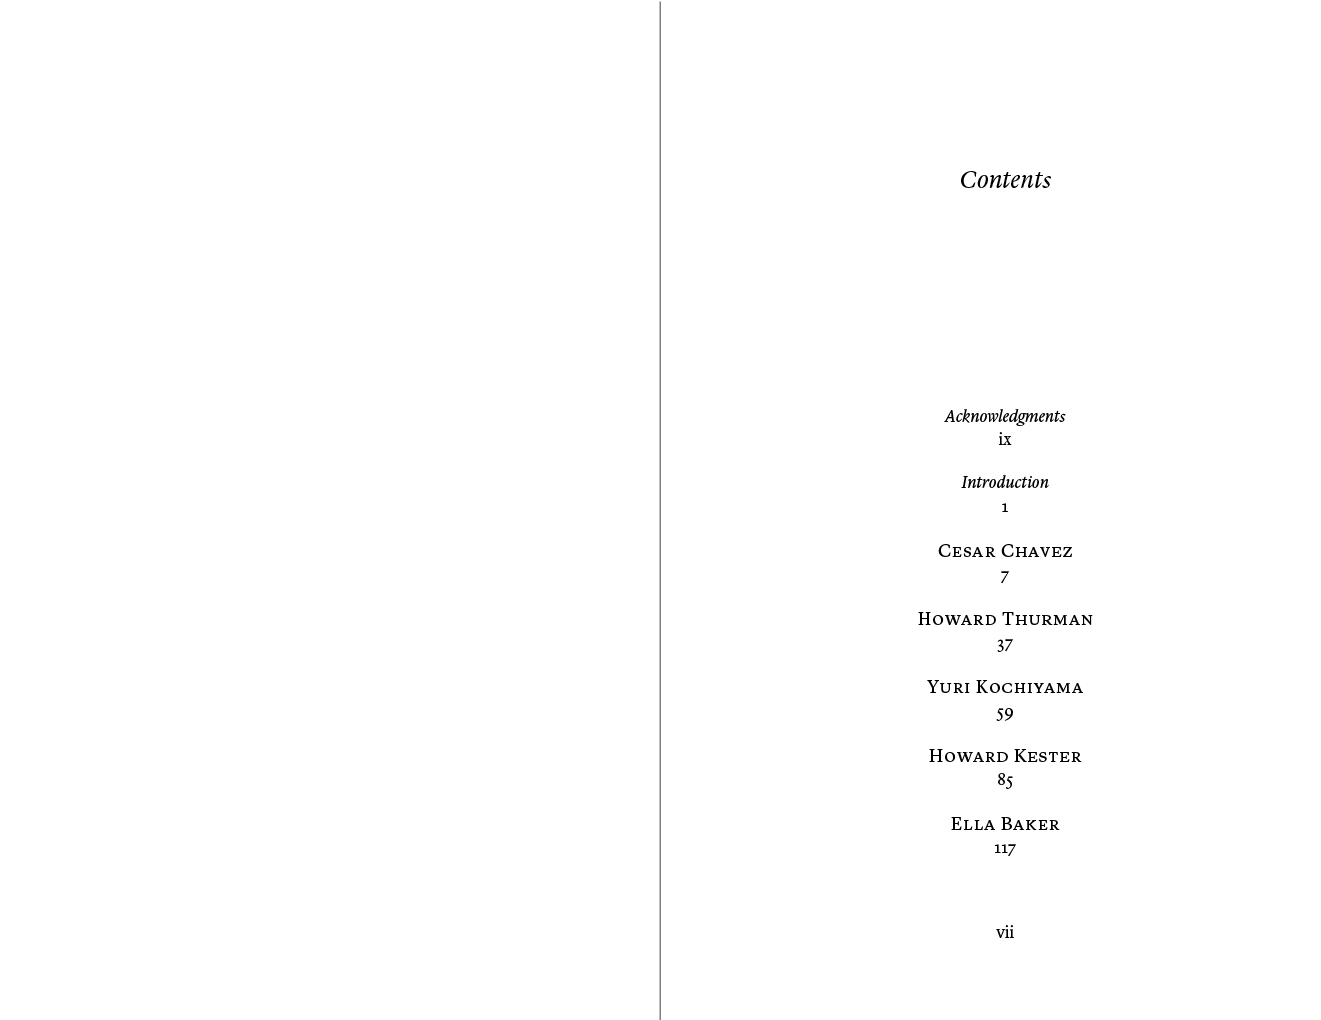 Contents
Acknowledgments
ix
Introduction
1
Cesar Chavez
7
Howard Thurman
37
Yuri Kochiyama
59
Howard Kester
85
Ella Baker
117
vii